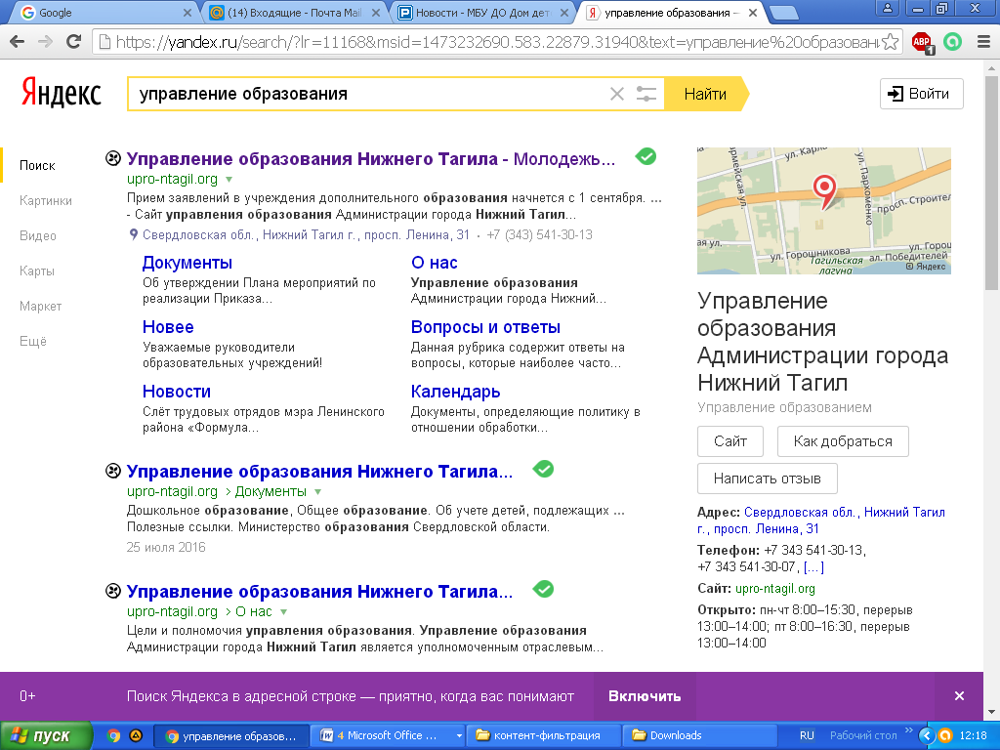 Google
(14) Входящие - Почта Mail
Новости - МБУ ДО Дом дет
управление образования –
https://yandex.ru/search/?lr=11168&msid=1473232690.583.22879.31940&text=управление%20образовани
ABP
1
Яндекс
управление образования
Найти
Войти
Поиск
Картинки
Видео
Карты
Маркет
Ещё
Управление образования Нижнего Тагила - Молодежь...
upro-ntagil.org
Прием заявлений в учреждения дополнительного образования начнется с 1 сентября. ...
- Сайт управления образования Администрации города Нижний Тагил...
Свердловская обл., Нижний Тагил г., просп. Ленина, 31 · +7 (343) 541-30-13
Документы
Об утверждении Плана мероприятий по
реализации Приказа...
О нас
Управление образования
Администрации города Нижний...
Новее
Уважаемые руководители
образовательных учреждений!
Вопросы и ответы
Данная рубрика содержит ответы на
вопросы, которые наиболее часто...
Новости
Слёт трудовых отрядов мэра Ленинского
района «Формула...
Календарь
Документы, определяющие политику в
отношении обработки...
Управление образования Нижнего Тагила...
upro-ntagil.org › Документы
Дошкольное образование, Общее образование. Об учете детей, подлежащих ...
Полезные ссылки. Министерство образования Свердловской области.
25 июля 2016
Управление образования Нижнего Тагила...
upro-ntagil.org › О нас
Цели и полномочия управления образования. Управление образования
Администрации города Нижний Тагил является уполномоченным отраслевым...
ул. Карло
армейская ул.
ул. Пархоменко
просп. Строител
ая ул.
ул. Горошникова
ул. Горош
Тагильская
лагуна
ал. Победителей
© Яндекс
Управление
образования
Администрации города
Нижний Тагил
Управление образованием
Сайт
Как добраться
Написать отзыв
Адрес: Свердловская обл., Нижний Тагил
г., просп. Ленина, 31
Телефон: +7 343 541-30-13,
+7 343 541-30-07, [...]
Сайт: upro-ntagil.org
Открыто: пн-чт 8:00–15:30, перерыв
13:00–14:00; пт 8:00–16:30, перерыв
13:00–14:00
0+
Поиск Яндекса в адресной строке — приятно, когда вас понимают
Включить
пуск
управление образов...
4 Microsoft Office ...
контент-фильтрация
Downloads
RU
Рабочий стол
12:18